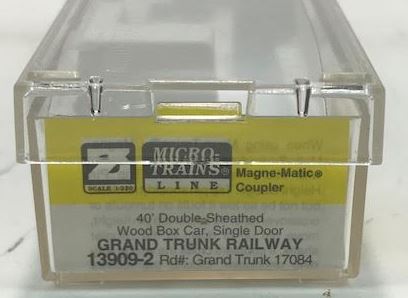 Z
SCALE 1:220
MICRO-
TRAINS®
LINE
Magne-Matic®
Coupler
40' Double-Sheathed
Wood Box Car, Single Door
GRAND TRUNK RAILWAY
13909-2 Rd#: Grand Trunk 17084